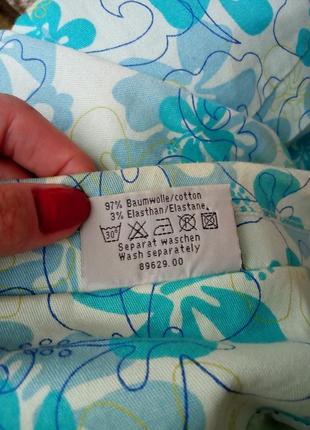 97% Baumwolle/cotton
3% Elasthan/Elastane
30°
Separat waschen
Wash separately
89629.00